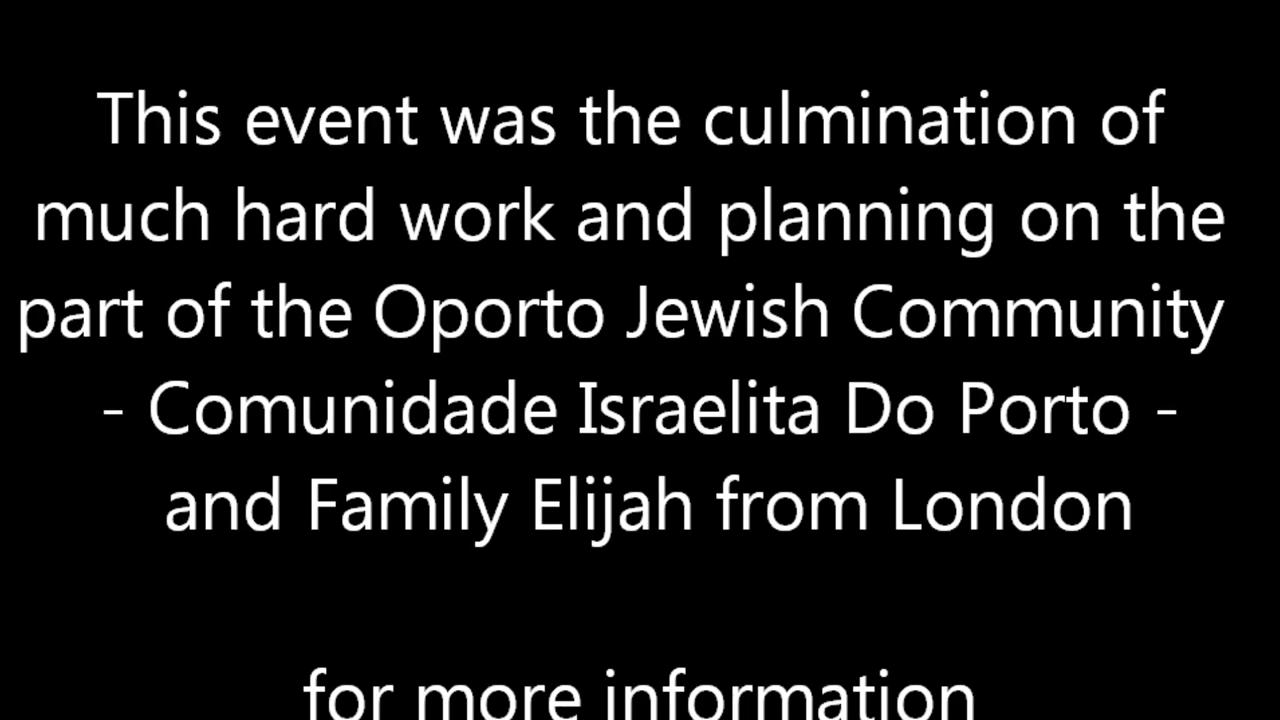 This event was the culmination of
much hard work and planning on the
part of the Oporto Jewish Community
- Comunidade Israelita Do Porto -
and Family Elijah from London
for more information